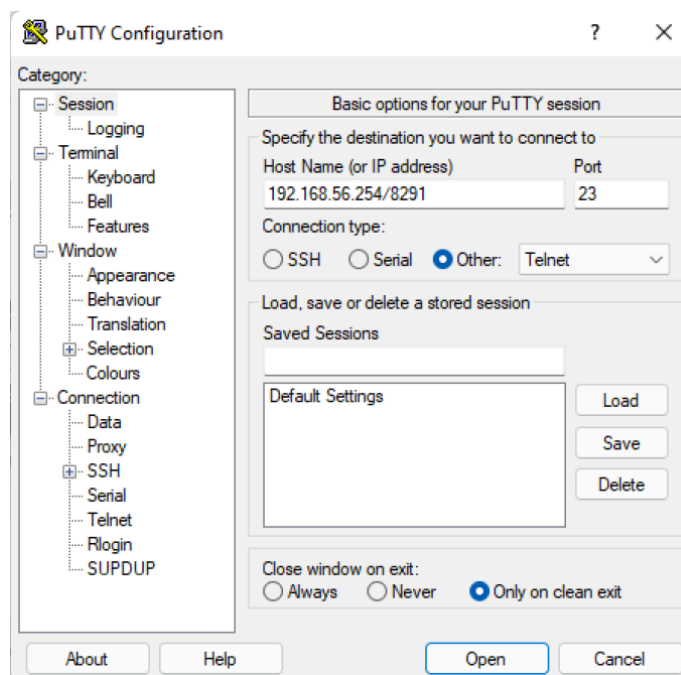 PuTTY Configuration
?
Category:
Session
Logging
Terminal
Keyboard
Bell
Features
Window
Appearance
Behaviour
Translation
Selection
Colours
Connection
Data
Proxy
SSH
Serial
Telnet
Rlogin
SUPDUP
Basic options for your PuTTY session
Specify the destination you want to connect to
Host Name (or IP address) Port
192.168.56.254/8291 23
Connection type:
SSH Serial Other: Telnet
Load, save or delete a stored session
Saved Sessions
Default Settings
Load
Save
Delete
Close window on exit:
Always Never Only on clean exit
About Help Open Cancel